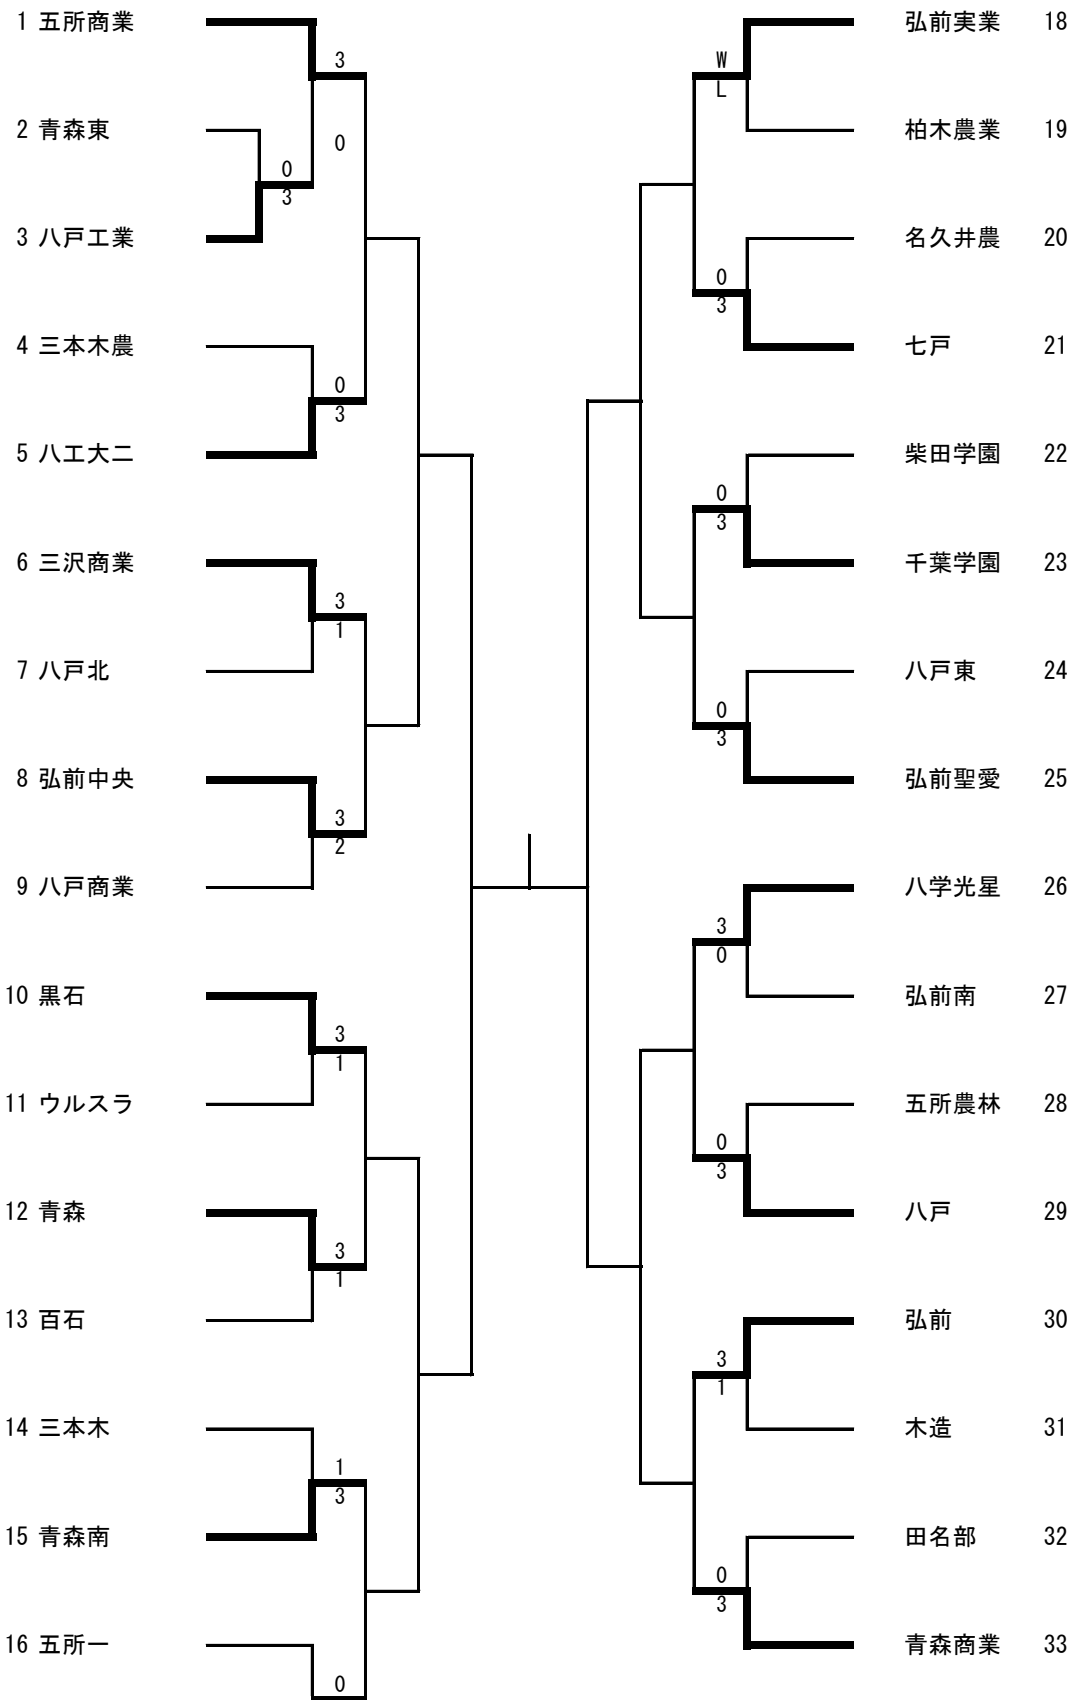 1 五所商業
3
0
2 青森東
0
3
3 八戸工業
4 三本木農
0
3
5 八工大二
6 三沢商業
3
1
7 八戸北
8 弘前中央
3
2
9 八戸商業
10 黒石
3
1
11 ウルスラ
12 青森
3
1
13 百石
14 三本木
1
3
15 青森南
16 五所一
0
弘前実業 18
W
L
柏木農業 19
名久井農 20
0
3
七戸 21
柴田学園 22
0
3
千葉学園 23
八戸東 24
0
3
弘前聖愛 25
八学光星 26
3
0
弘前南 27
五所農林 28
0
3
八戸 29
弘前 30
3
1
木造 31
田名部 32
0
3
青森商業 33